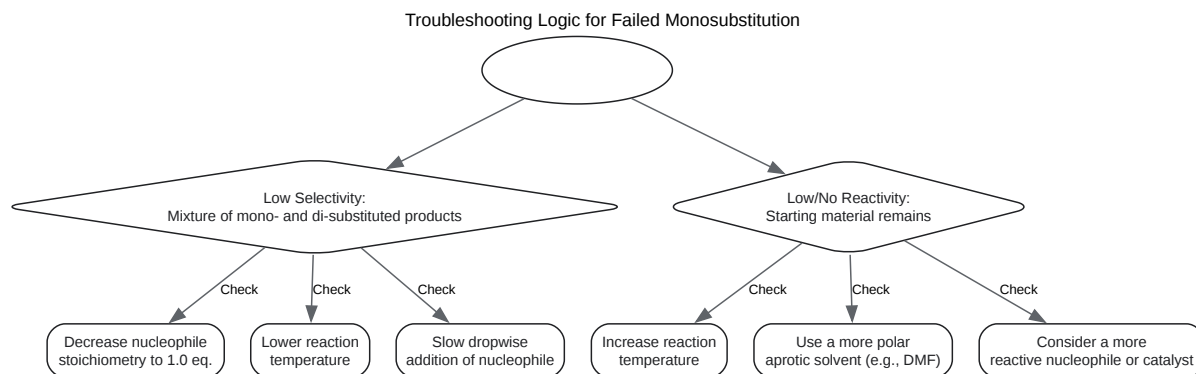 Troubleshooting Logic for Failed Monosubstitution
Low Selectivity:
Mixture of mono- and di-substituted products
Low/No Reactivity:
Starting material remains
Check
Check
Check
Check
Check
Check
Decrease nucleophile
stoichiometry to 1.0 eq.
Lower reaction
temperature
Slow dropwise
addition of nucleophile
Increase reaction
temperature
Use a more polar
aprotic solvent (e.g., DMF)
Consider a more
reactive nucleophile or catalyst